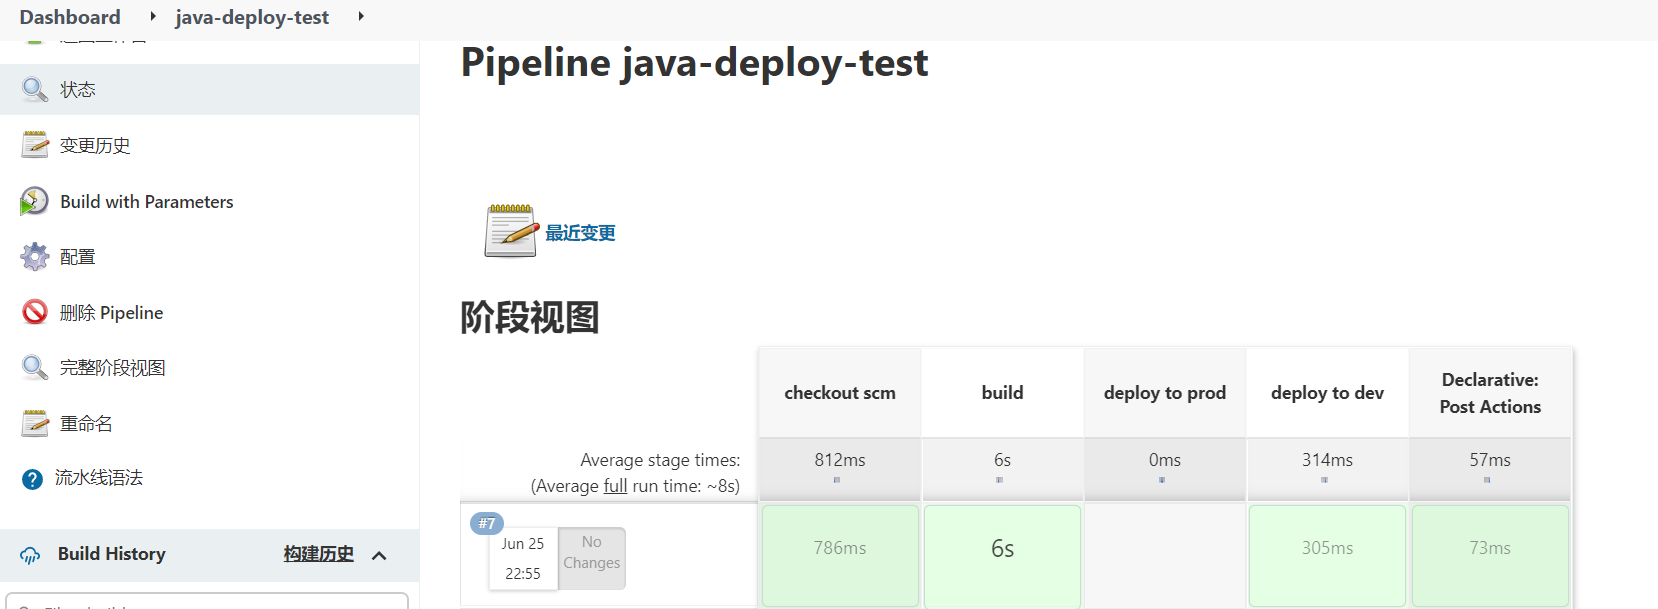 Dashboard
java-deploy-test
状态
变更历史
Build with Parameters
配置
删除 Pipeline
完整阶段视图
重命名
流水线语法
Build History
构建历史
Pipeline java-deploy-test
最近变更
阶段视图
checkout scm
build
deploy to prod
deploy to dev
Declarative:
Post Actions
Average stage times:
(Average full run time: ~8s)
812ms
6s
0ms
314ms
57ms
#7
Jun 25
22:55
No
Changes
786ms
6s
305ms
73ms